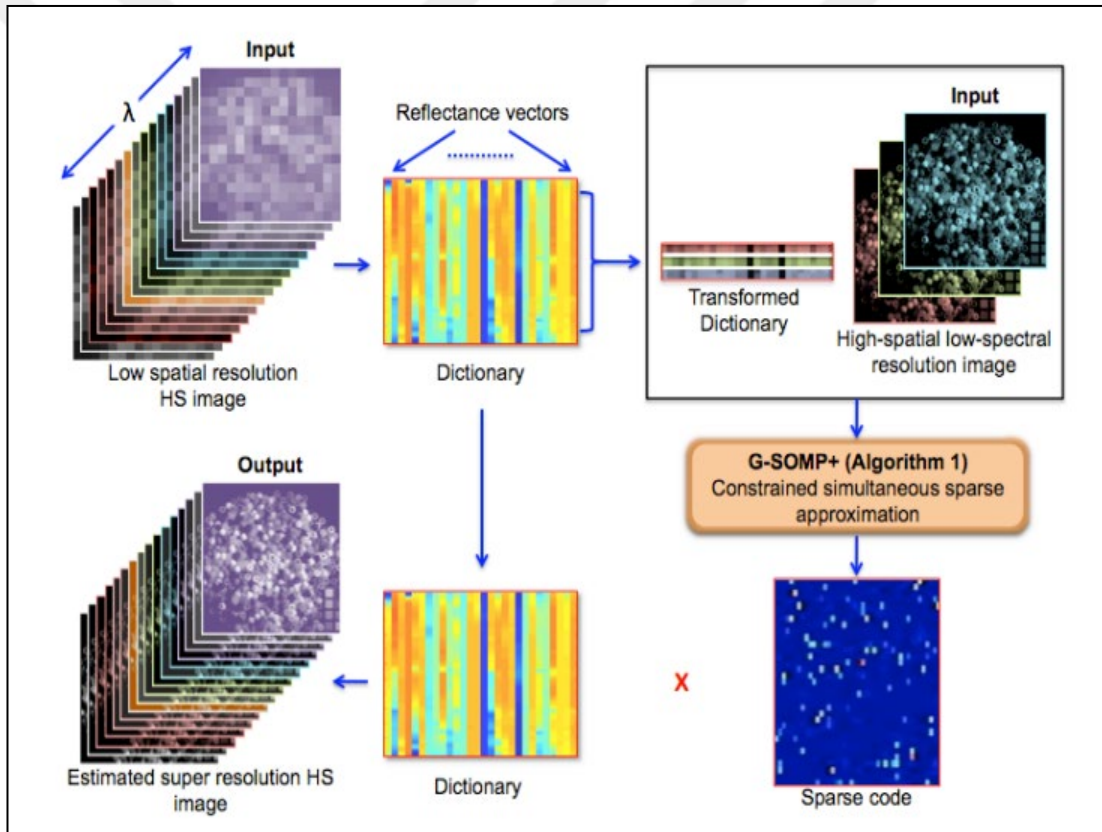 Input
λ
Low spatial resolution
HS image
Reflectance vectors
Dictionary
Input
Transformed
Dictionary
High-spatial low-spectral
resolution image
G-SOMP+ (Algorithm 1)
Constrained simultaneous sparse
approximation
Output
Estimated super resolution HS
image
Dictionary
X
Sparse code